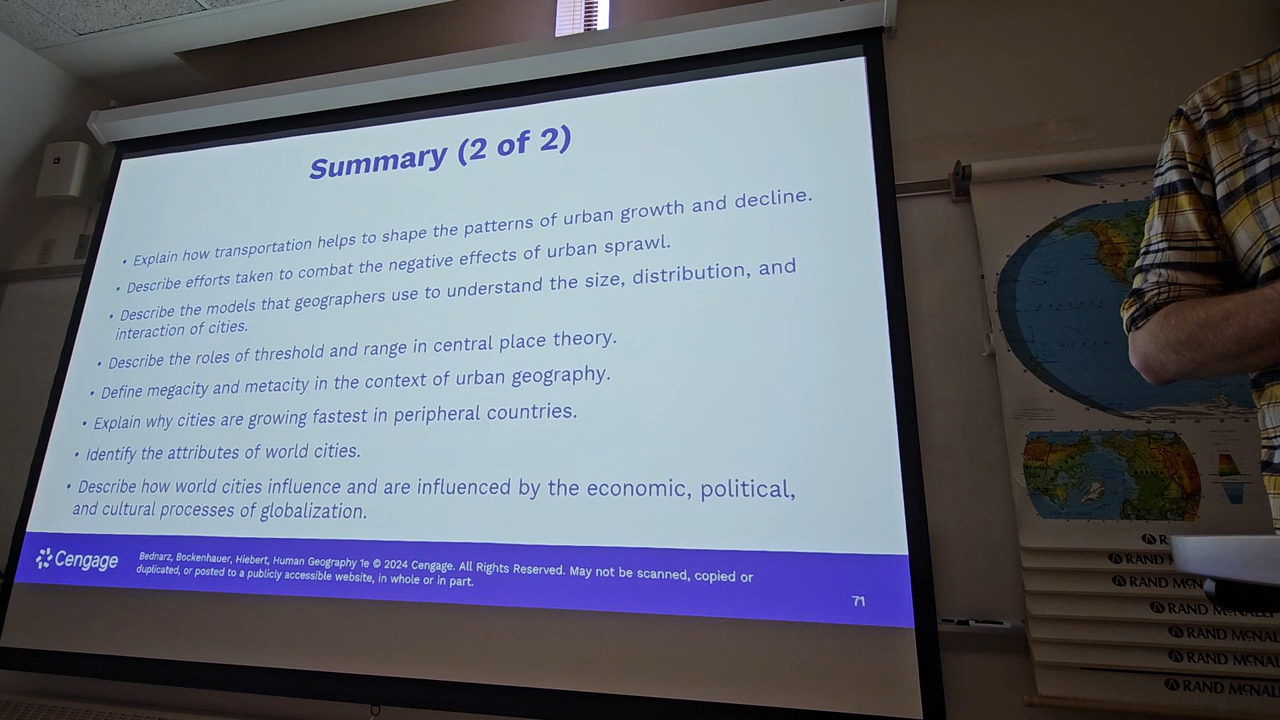 Summary (2 of 2)
• Explain how transportation helps to shape the patterns of urban growth and decline.
• Describe efforts taken to combat the negative effects of urban sprawl.
• Describe the models that geographers use to understand the size, distribution, and
interaction of cities.
• Describe the roles of threshold and range in central place theory.
• Define megacity and metacity in the context of urban geography.
• Explain why cities are growing fastest in peripheral countries.
• Identify the attributes of world cities.
• Describe how world cities influence and are influenced by the economic, political,
and cultural processes of globalization.
Cengage
Bednarz, Bockenhauer, Hiebert, Human Geography 1e © 2024 Cengage. All Rights Reserved. May not be scanned, copied or
duplicated, or posted to a publicly accessible website, in whole or in part.
71
PACIFIC
OCEAN
R
RAND McN
RAND McN
RAND McNALLY
RAND McNAL
RAND McNAL
RAND McNAL